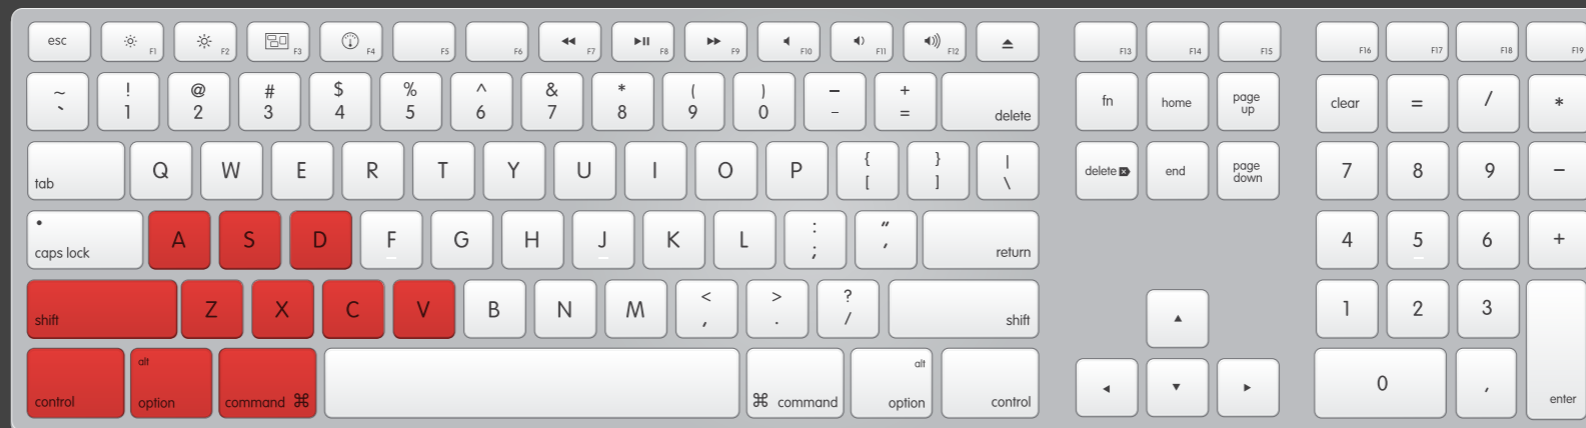 esc F1 F2 F3 F4 F5 F6 F7 F8 F9 F10 F11 F12 F13 F14 F15 F16 F17 F18 F19
~ ! @ # $ % ^ & * ( ) − +
` 1 2 3 4 5 6 7 8 9 0 - = delete fn home page up clear = / *
tab Q W E R T Y U I O P { [ } ] | \ delete end page down 7 8 9 −
caps lock A S D F G H J K L : ; “ ‘ return 4 5 6 +
shift Z X C V B N M < , > . ? / shift ▲ 1 2 3
control alt option command ⌘ ⌘ command alt option control ◄ ▼ ► 0 , enter